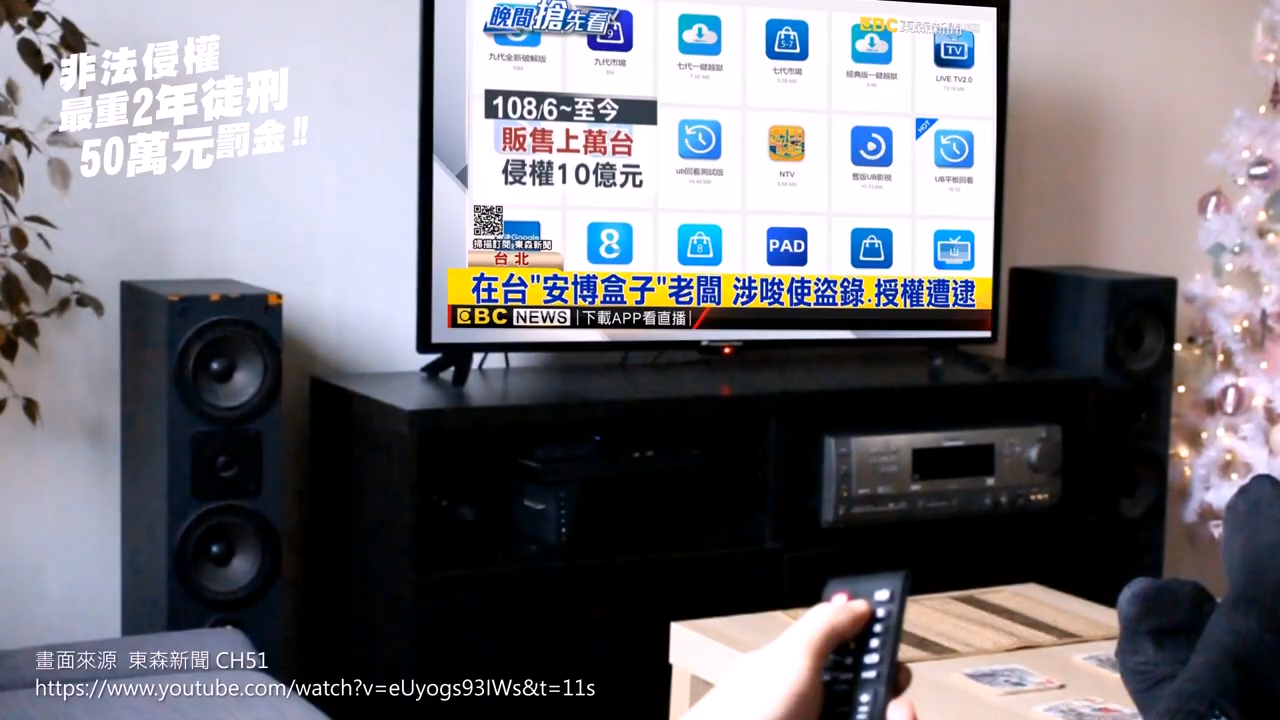 非法侵權
最重2年徒刑
50萬元罰金!!
晚間搶先看
EBC 東森新聞
九代全新破解版
九代市場
七代一鍵越獄
七代市場
經典版一鍵越獄
LIVE TV2.0
108/6~至今
販售上萬台
侵權10億元
ub回看測試版
NTV
舊版UB影視
HOT
UB平板回看
掃描訂閱 東森新聞
PAD
台北
在台"安博盒子"老闆 涉唆使盜錄.授權遭逮
EBC NEWS 下載APP看直播
畫面來源 東森新聞 CH51
https://www.youtube.com/watch?v=eUyogs93IWs&t=11s